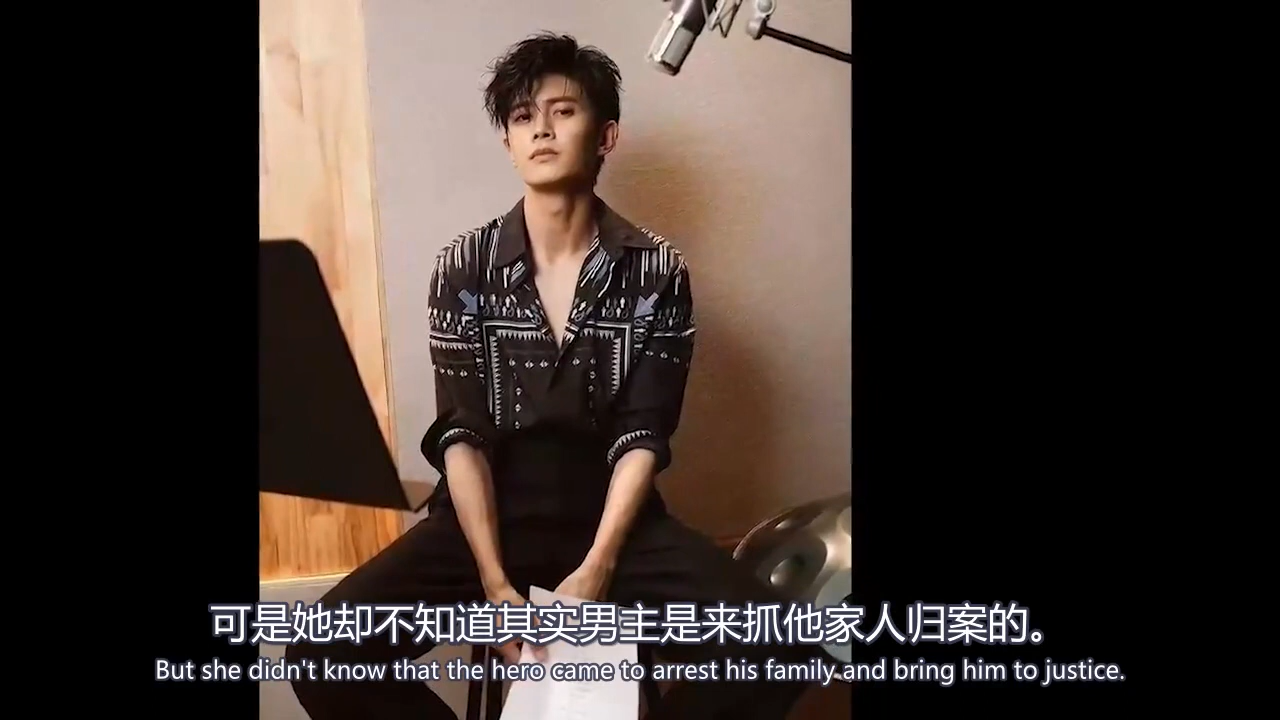 可是她却不知道其实男主是来抓他家人归案的。
But she didn't know that the hero came to arrest his family and bring him to justice.